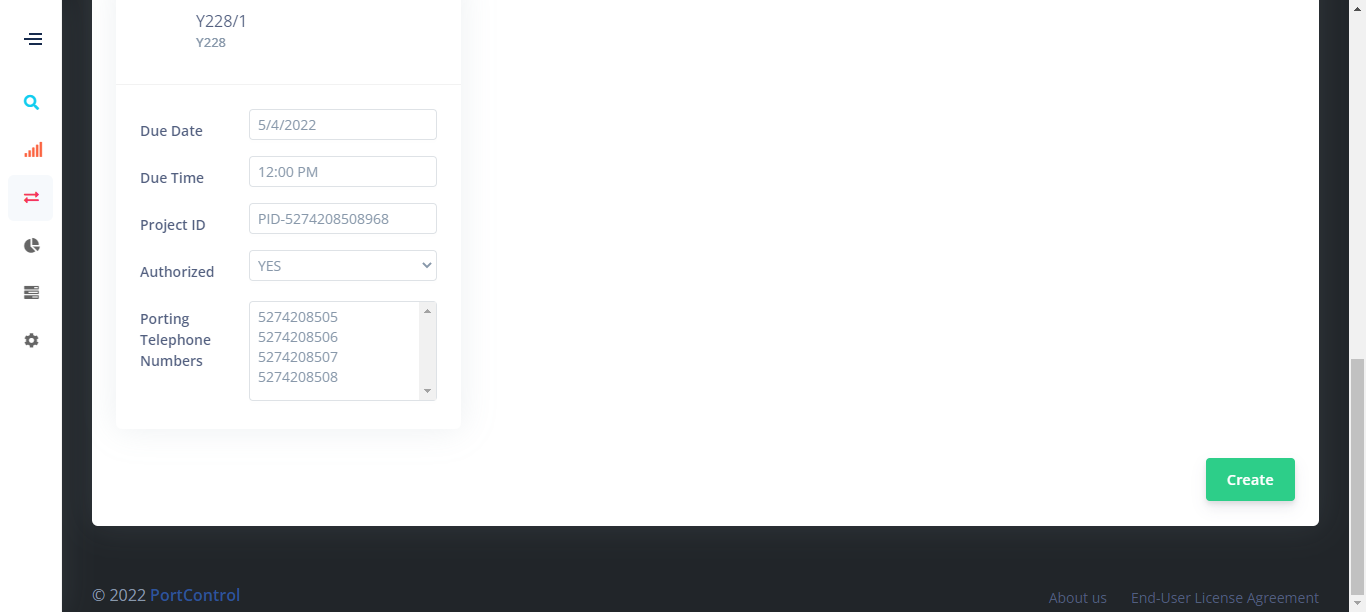 Y228/1
Y228
Due Date
5/4/2022
Due Time
12:00 PM
Project ID
PID-5274208508968
Authorized
YES
Porting
Telephone
Numbers
5274208505
5274208506
5274208507
5274208508
Create
© 2022 PortControl
About us
End-User License Agreement